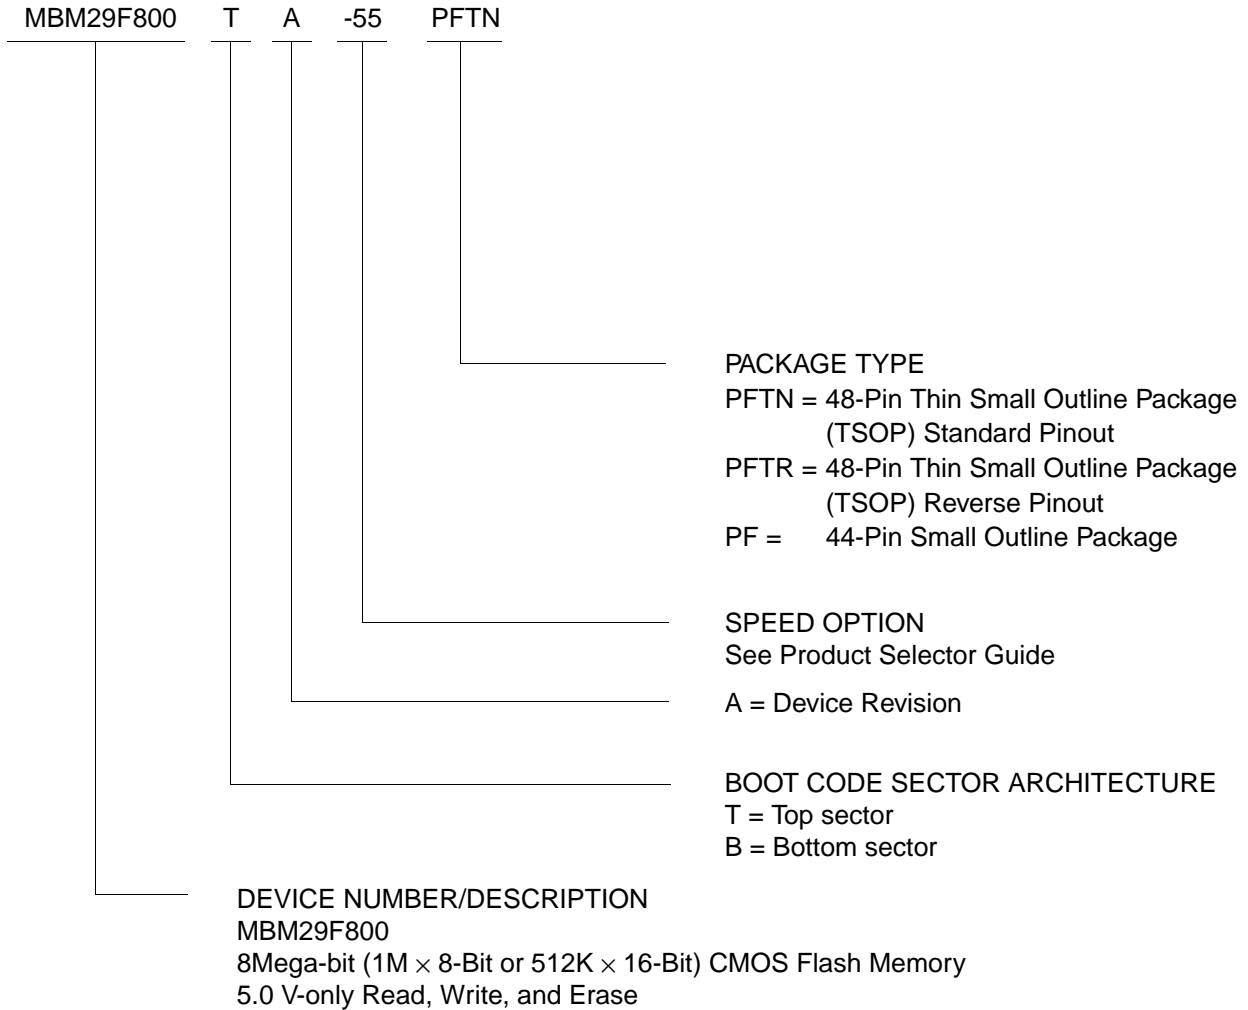 MBM29F800 T A -55 PFTN
PACKAGE TYPE
PFTN = 48-Pin Thin Small Outline Package
(TSOP) Standard Pinout
PFTR = 48-Pin Thin Small Outline Package
(TSOP) Reverse Pinout
PF = 44-Pin Small Outline Package
SPEED OPTION
See Product Selector Guide
A = Device Revision
BOOT CODE SECTOR ARCHITECTURE
T = Top sector
B = Bottom sector
DEVICE NUMBER/DESCRIPTION
MBM29F800
8Mega-bit (1M × 8-Bit or 512K × 16-Bit) CMOS Flash Memory
5.0 V-only Read, Write, and Erase